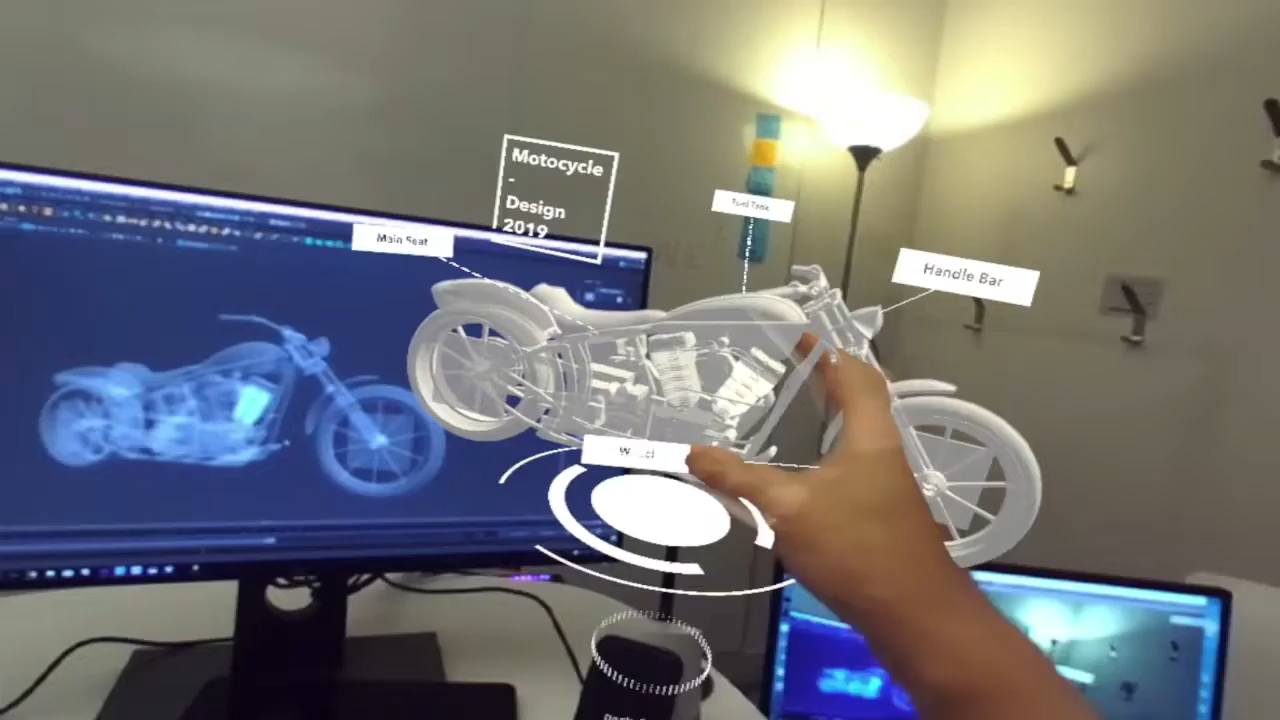 Motocycle
-
Design
2019
Main Seat
Fuel Tank
Handle Bar